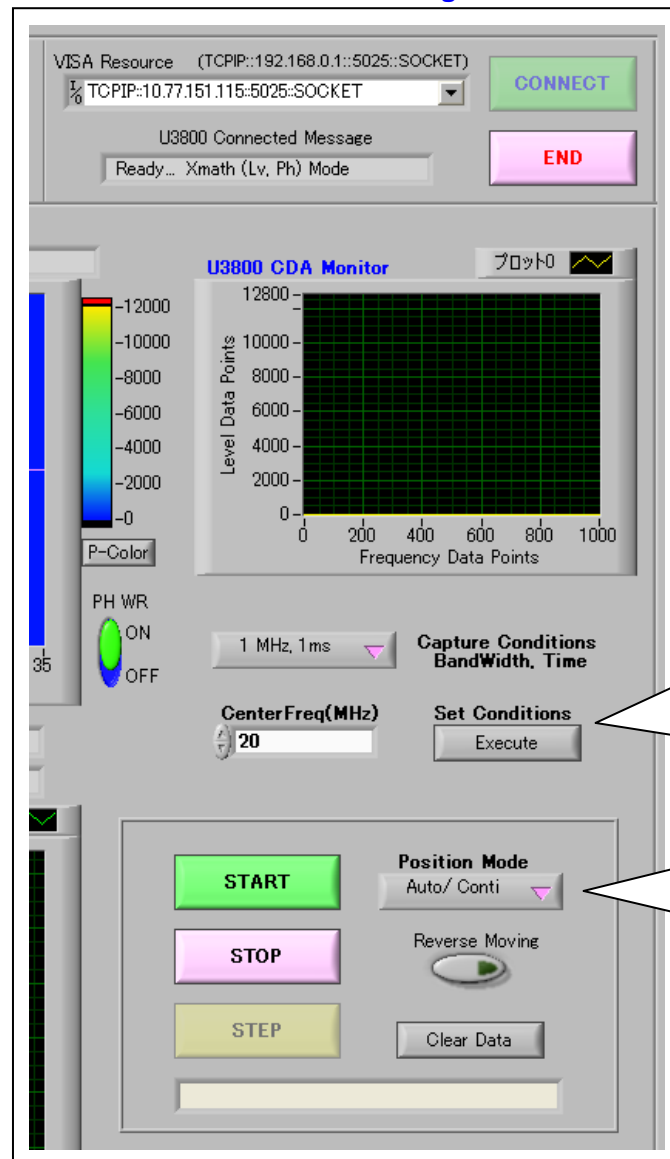 VISA Resource (TCPIP::192.168.0.1::5025::SOCKET)
TCPIP::10.77.151.115::5025::SOCKET
CONNECT
U3800 Connected Message
Ready... Xmath (Lv, Ph) Mode
END
U3800 CDA Monitor
プロット0
-12000
-10000
-8000
-6000
-4000
-2000
-0
P-Color
12800
10000
8000
6000
4000
2000
0
Level Data Points
0 200 400 600 800 1000
Frequency Data Points
PH WR
ON
OFF
35
1 MHz, 1ms
Capture Conditions
BandWidth, Time
CenterFreq(MHz)
20
Set Conditions
Execute
START
Position Mode
Auto/ Conti
STOP
Reverse Moving
STEP
Clear Data